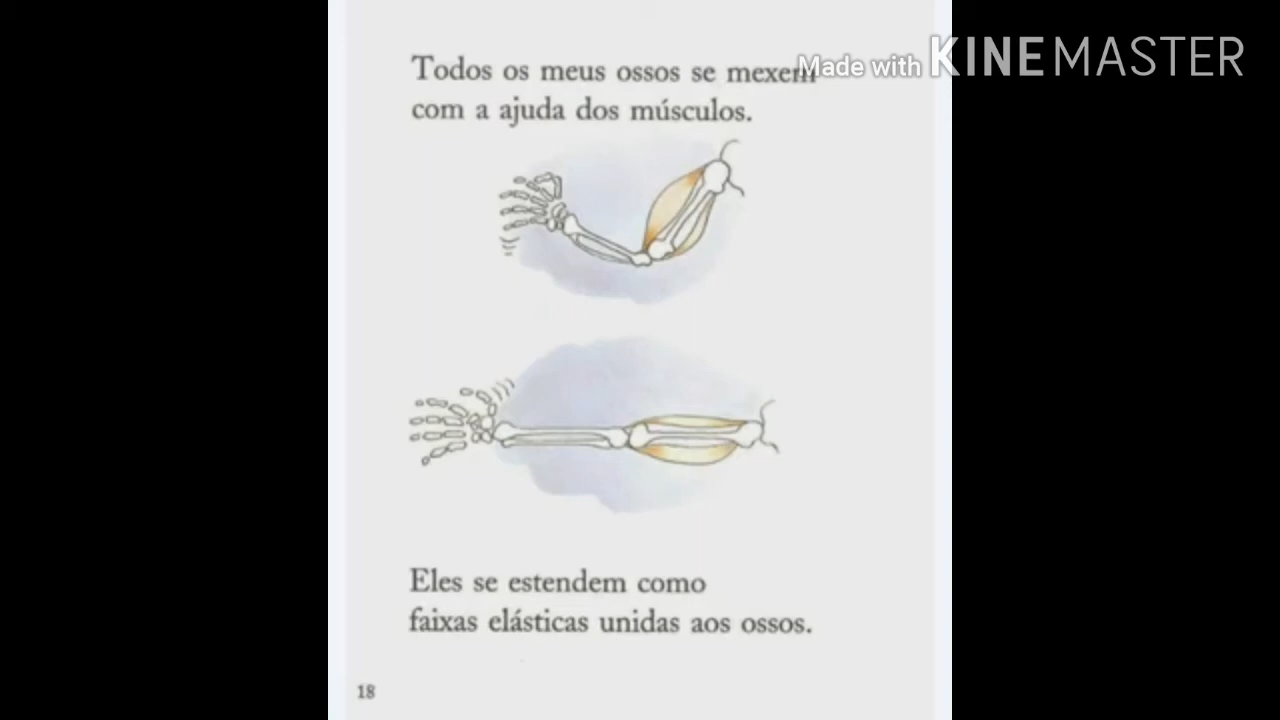 Made with KINEMASTER
Todos os meus ossos se mexem
com a ajuda dos músculos.
Eles se estendem como
faixas elásticas unidas aos ossos.
18